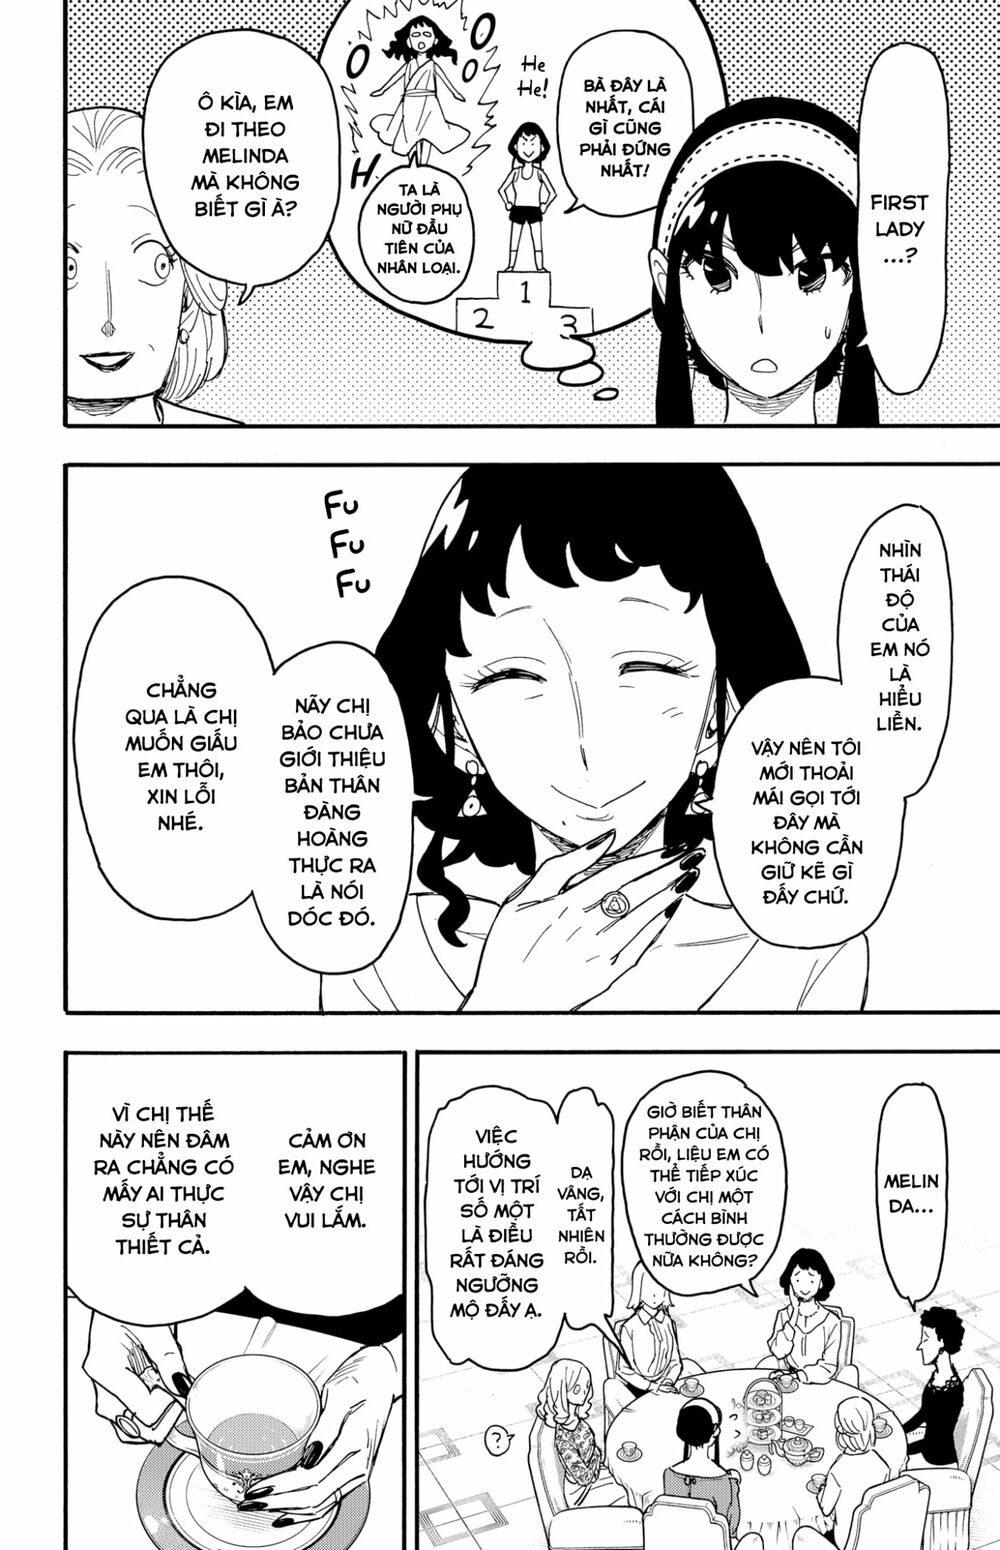 FIRST
LADY
...?
BÀ ĐÂY LÀ
NHẤT, CÁI
GÌ CŨNG
PHẢI ĐỨNG
NHẤT!
He
He!
O
O
O
O
H
TA LÀ
NGƯỜI PHỤ
NỮ ĐẦU
TIÊN CỦA
NHÂN LOẠI.
1
2
3
Ô KÌA, EM
ĐI THEO
MELINDA
MÀ KHÔNG
BIẾT GÌ À?
NHÌN
THÁI
ĐỘ
CỦA
EM NÓ
LÀ
HIỂU
LIỀN.
VẬY NÊN TÔI
MỚI THOẢI
MÁI GỌI TỚI
ĐÂY MÀ
KHÔNG CẦN
GIỮ KẼ GÌ
ĐẤY CHỨ.
Fu
Fu
Fu
NÃY CHỊ
BẢO CHƯA
GIỚI THIỆU
BẢN THÂN
ĐÀNG
HOÀNG
THỰC RA
LÀ NÓI
DÓC ĐÓ.
CHẲNG
QUA LÀ CHỊ
MUỐN GIẤU
EM THÔI,
XIN LỖI
NHÉ.
MELIN
DA...
GIỜ BIẾT THÂN
PHẬN CỦA CHỊ
RỒI, LIỆU EM CÓ
THỂ TIẾP XÚC
VỚI CHỊ MỘT
CÁCH BÌNH
THƯỜNG ĐƯỢC
NỮA KHÔNG?
DẠ
VÂNG,
TẤT
NHIÊN
RỒI.
VIỆC
HƯỚNG
TỚI VỊ TRÍ
SỐ MỘT
LÀ ĐIỀU
RẤT ĐÁNG
NGƯỠNG
MỘ ĐẤY Ạ.
?
CẢM ƠN
EM, NGHE
VẬY CHỊ
VUI LẮM.
VÌ CHỊ THẾ
NÀY NÊN ĐÂM
RA CHẲNG CÓ
MẤY AI THỰC
SỰ THÂN
THIẾT CẢ.